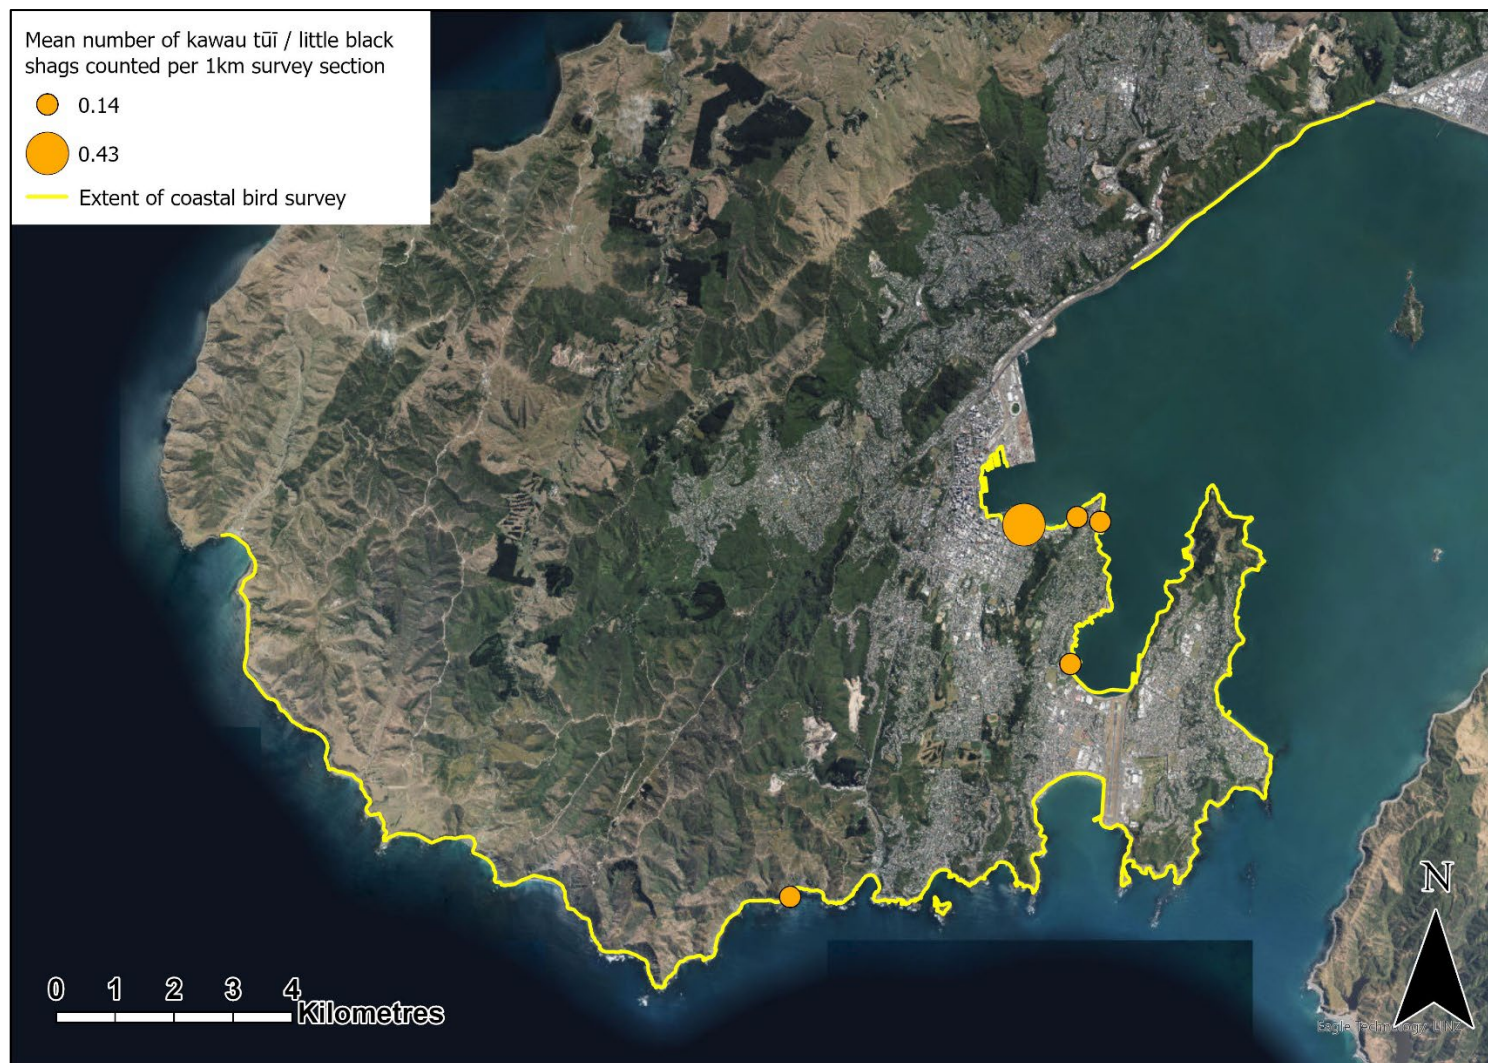 Mean number of kawau tūī / little black
shags counted per 1km survey section
0.14
0.43
Extent of coastal bird survey
N
0 1 2 3 4
Kilometres
Eagle Technology, LINZ